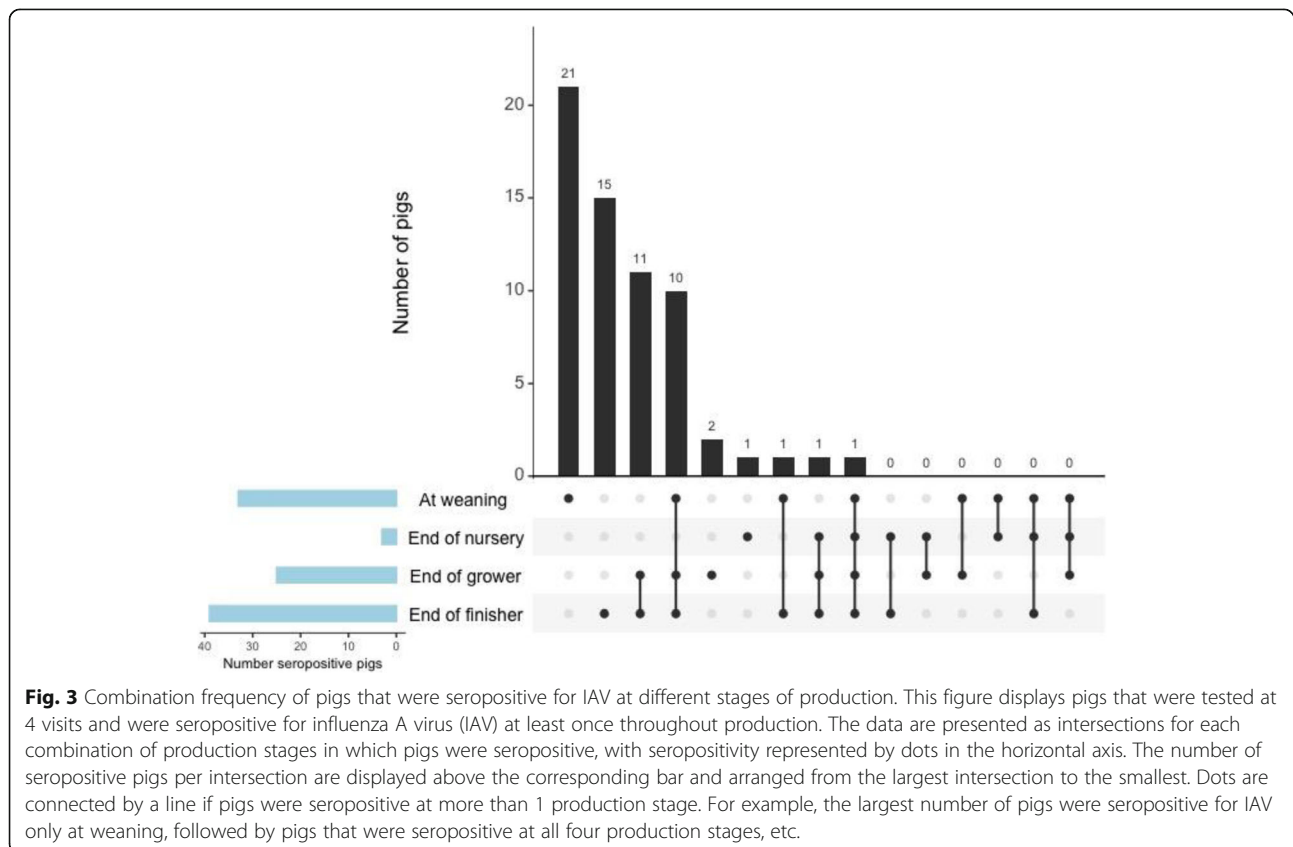 21
20
15
15
11
10
10
5
2
1
1
1
1
0
0
0
0
0
0
0
Number of pigs
At weaning
End of nursery
End of grower
End of finisher
40 30 20 10 0
Number seropositive pigs
Fig. 3 Combination frequency of pigs that were seropositive for IAV at different stages of production. This figure displays pigs that were tested at
4 visits and were seropositive for influenza A virus (IAV) at least once throughout production. The data are presented as intersections for each
combination of production stages in which pigs were seropositive, with seropositivity represented by dots in the horizontal axis. The number of
seropositive pigs per intersection are displayed above the corresponding bar and arranged from the largest intersection to the smallest. Dots are
connected by a line if pigs were seropositive at more than 1 production stage. For example, the largest number of pigs were seropositive for IAV
only at weaning, followed by pigs that were seropositive at all four production stages, etc.